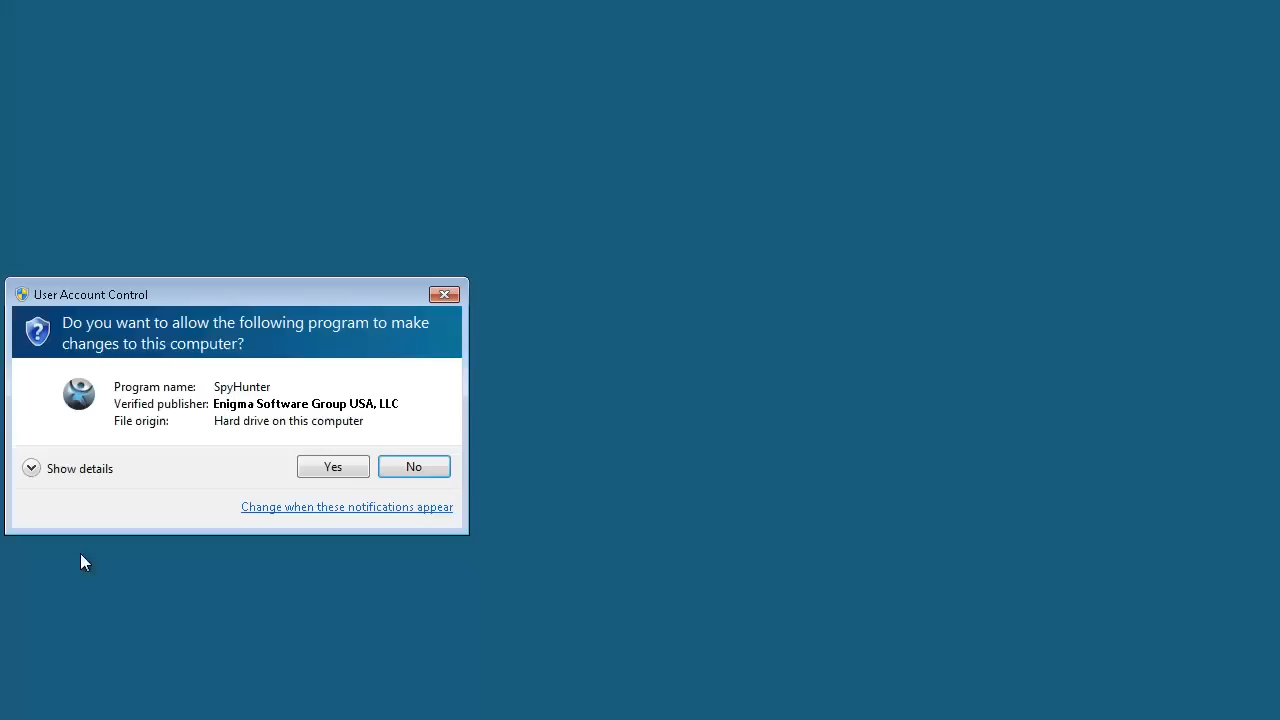 User Account Control
Do you want to allow the following program to make
changes to this computer?
Program name: SpyHunter
Verified publisher: Enigma Software Group USA, LLC
File origin: Hard drive on this computer
Show details Yes No
Change when these notifications appear